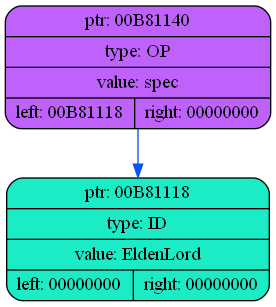 ptr: 00B81140
type: OP
value: spec
left: 00B81118 right: 00000000
ptr: 00B81118
type: ID
value: EldenLord
left: 00000000 right: 00000000